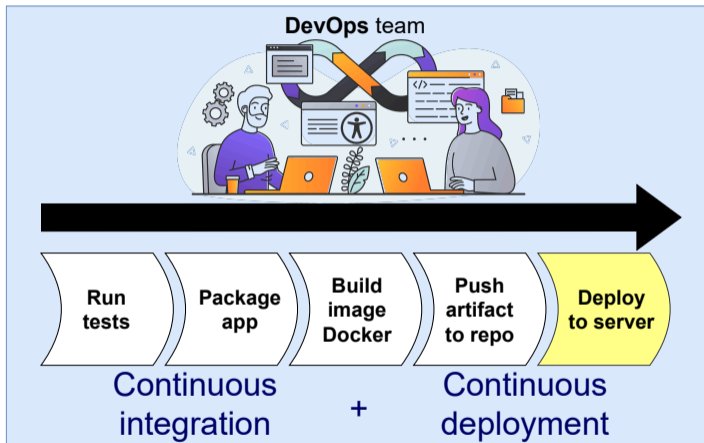 DevOps team
</>
Run
tests
Package
app
Build
image
Docker
Push
artifact
to repo
Deploy
to server
Continuous
integration
+
Continuous
deployment